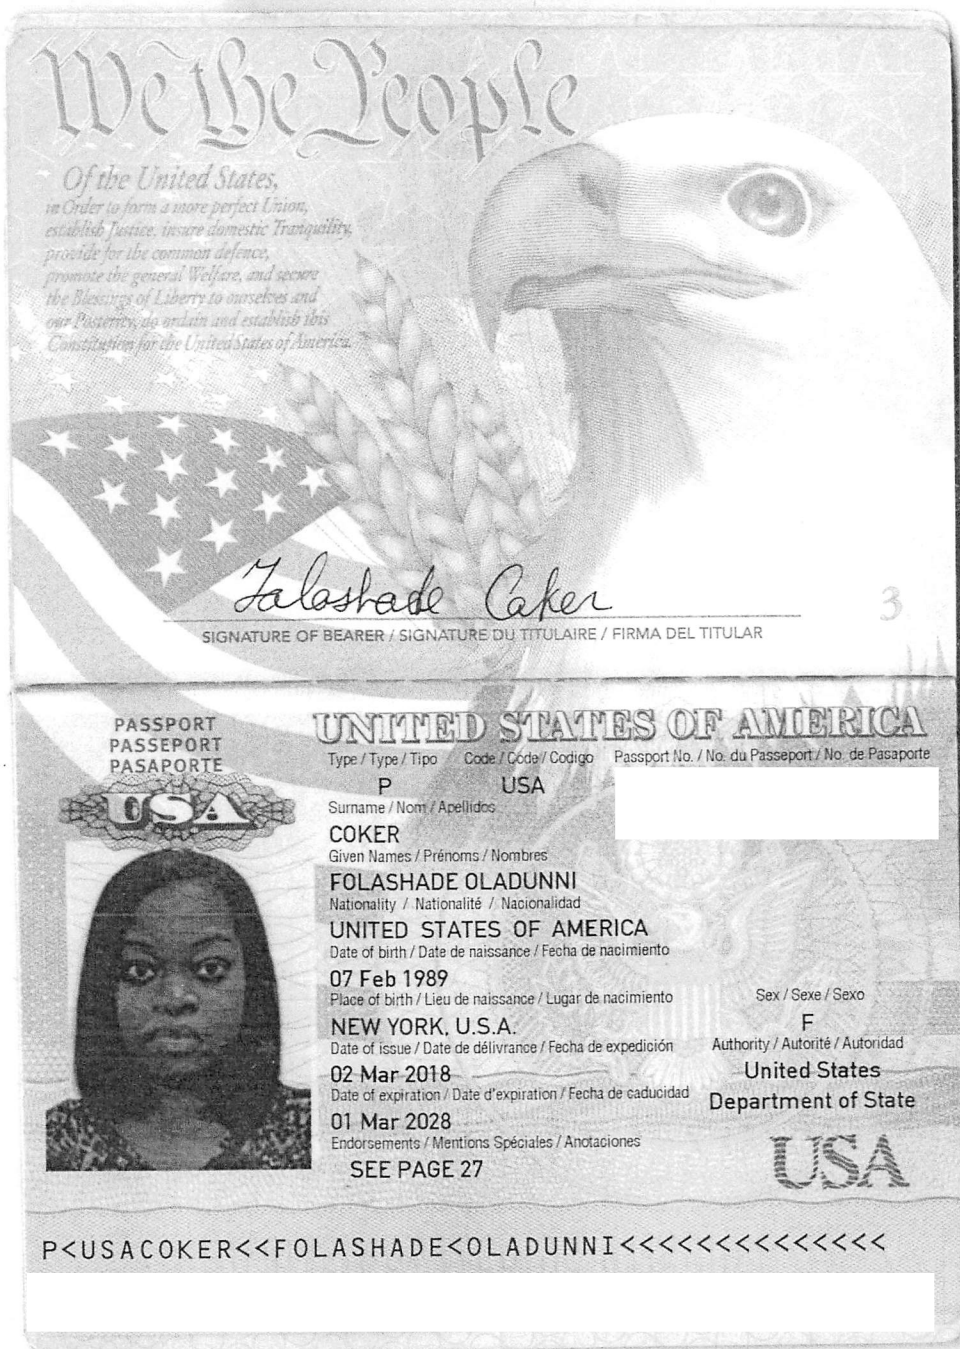 We the People
Of the United States,
in Order to form a more perfect Union,
establish Justice, insure domestic Tranquility,
provide for the common defence,
promote the general Welfare, and secure
the Blessings of Liberty to ourselves and
our Posterity, do ordain and establish this
Constitution for the United States of America.
Folashade Coker
3
SIGNATURE OF BEARER / SIGNATURE DU TITULAIRE / FIRMA DEL TITULAR
PASSPORT
PASSEPORT
PASAPORTE
USA
UNITED STATES OF AMERICA
Type / Type / Tipo Code / Code / Codigo Passport No. / No. du Passeport / No. de Pasaporte
P USA
Surname / Nom / Apellidos
COKER
Given Names / Prénoms / Nombres
FOLASHADE OLADUNNI
Nationality / Nationalité / Nacionalidad
UNITED STATES OF AMERICA
Date of birth / Date de naissance / Fecha de nacimiento
07 Feb 1989
Place of birth / Lieu de naissance / Lugar de nacimiento Sex / Sexe / Sexo
NEW YORK, U.S.A. F
Date of issue / Date de délivrance / Fecha de expedición Authority / Autorité / Autoridad
02 Mar 2018 United States
Date of expiration / Date d'expiration / Fecha de caducidad Department of State
01 Mar 2028
Endorsements / Mentions Spéciales / Anotaciones
SEE PAGE 27 USA
P<USACOKER<<FOLASHADE<OLADUNNI<<<<<<<<<<<<<<